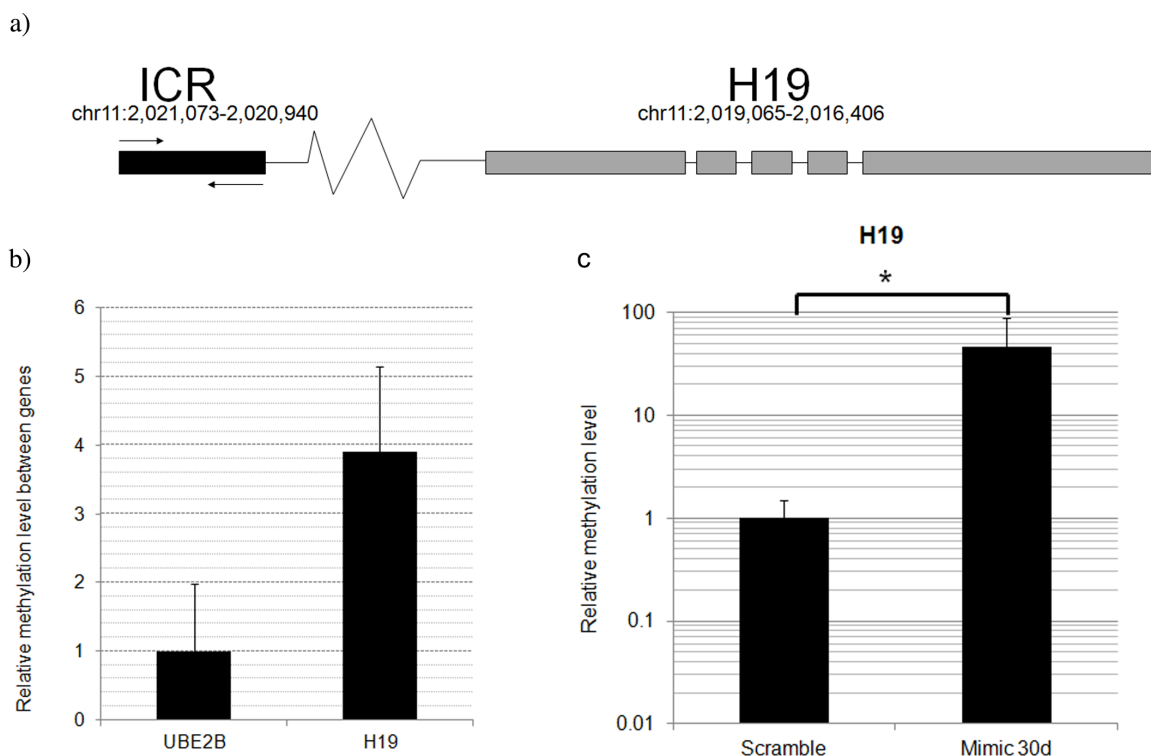 a)
ICR
chr11:2,021,073-2,020,940
H19
chr11:2,019,065-2,016,406
b)
Relative methylation level between genes
6
5
4
3
2
1
0
UBE2B
H19
c
H19
*
Relative methylation level
100
10
1
0.1
0.01
Scramble
Mimic 30d